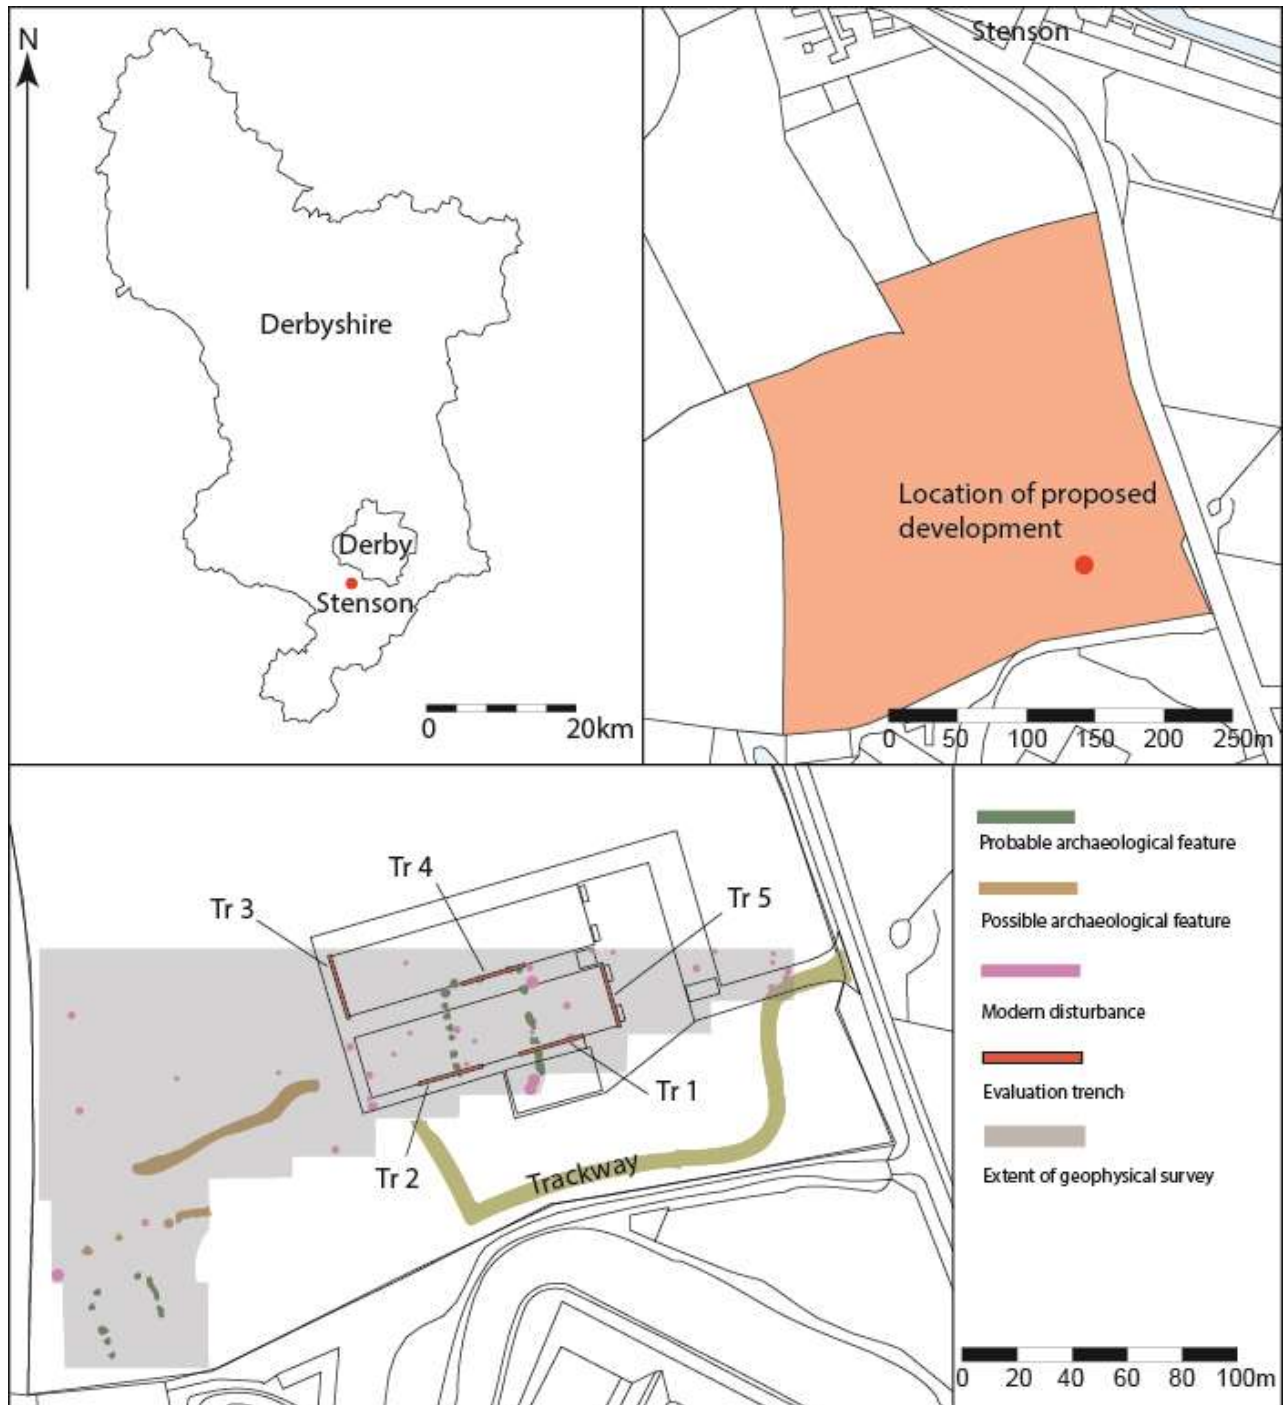 N
Derbyshire
Derby
Stenson
0 20km
Stenson
Location of proposed
development
0 50 100 150 200 250m
Tr 4
Tr 3
Tr 5
Tr 1
Tr 2
Trackway
Probable archaeological feature
Possible archaeological feature
Modern disturbance
Evaluation trench
Extent of geophysical survey
0 20 40 60 80 100m